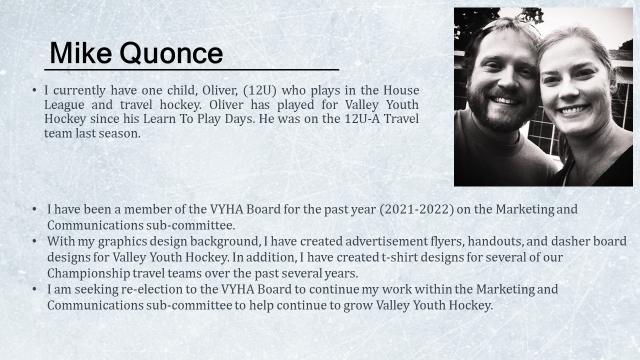 Mike Quonce
• I currently have one child, Oliver, (12U) who plays in the House
League and travel hockey. Oliver has played for Valley Youth
Hockey since his Learn To Play Days. He was on the 12U-A Travel
team last season.
• I have been a member of the VYHA Board for the past year (2021-2022) on the Marketing and
Communications sub-committee.
• With my graphics design background, I have created advertisement flyers, handouts, and dasher board
designs for Valley Youth Hockey. In addition, I have created t-shirt designs for several of our
Championship travel teams over the past several years.
• I am seeking re-election to the VYHA Board to continue my work within the Marketing and
Communications sub-committee to help continue to grow Valley Youth Hockey.